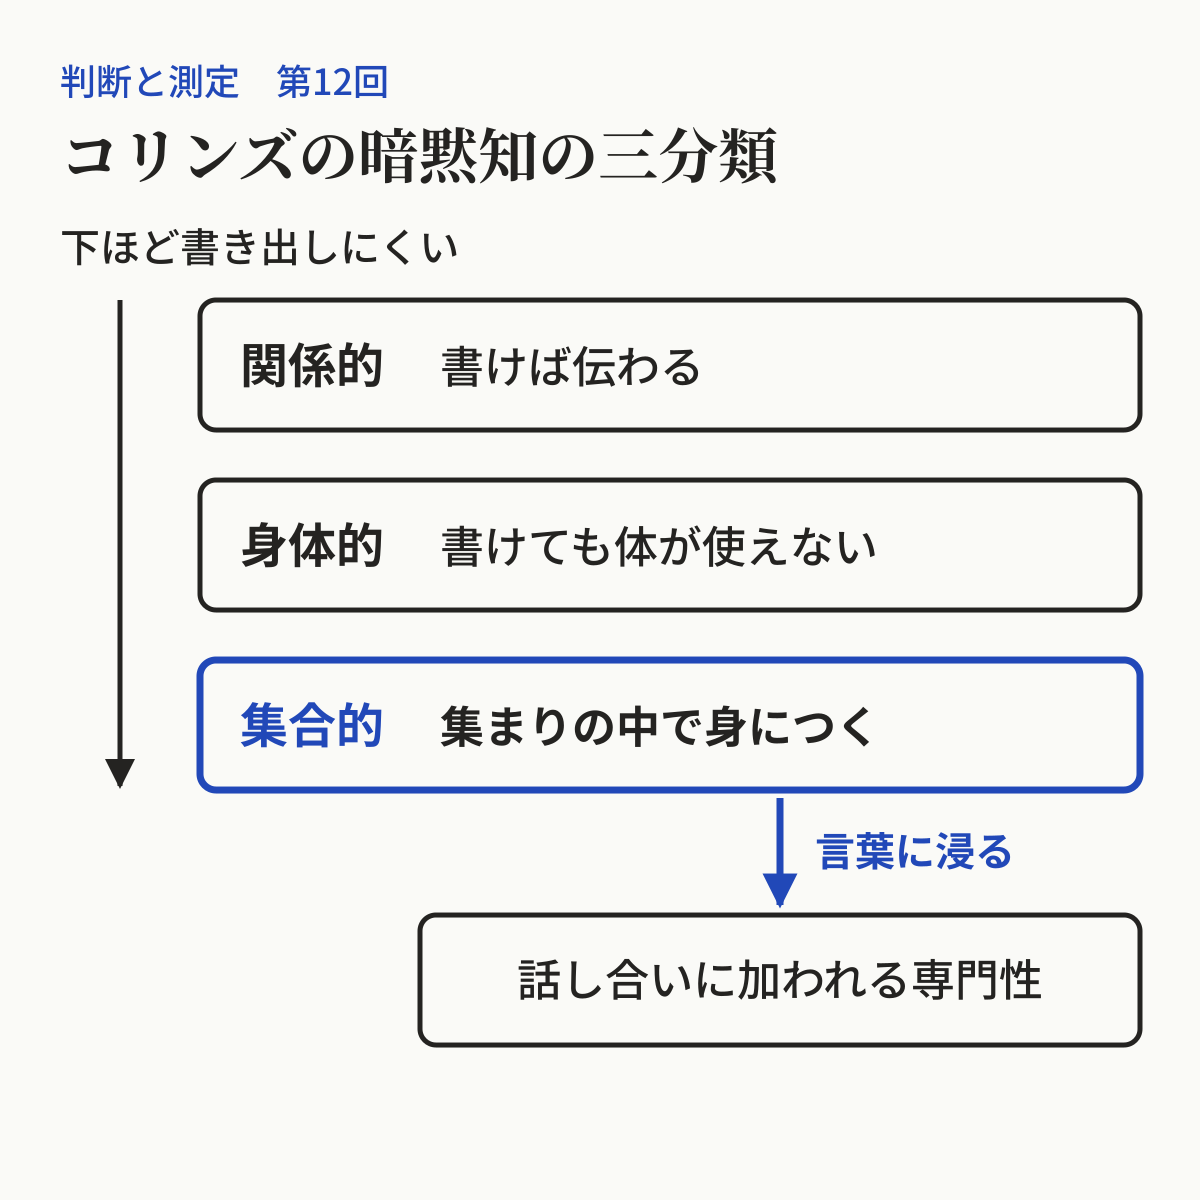 判断と測定　第12回
コリンズの暗黙知の三分類
下ほど書き出しにくい
関係的　書けば伝わる
身体的　書けても体が使えない
集合的　集まりの中で身につく
言葉に浸る
話し合いに加われる専門性